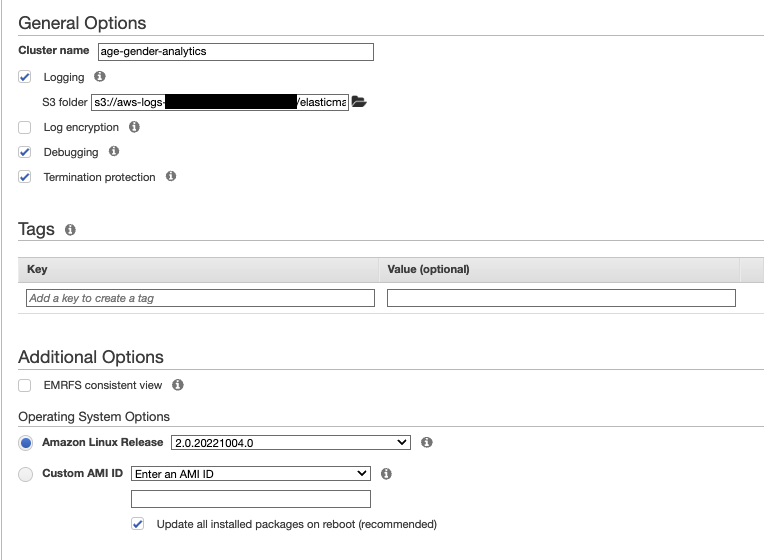 General Options
Cluster name age-gender-analytics
Logging
S3 folder s3://aws-logs- /elasticma
Log encryption
Debugging
Termination protection
Tags
Key Value (optional)
Add a key to create a tag
Additional Options
EMRFS consistent view
Operating System Options
Amazon Linux Release 2.0.20221004.0
Custom AMI ID Enter an AMI ID
Update all installed packages on reboot (recommended)